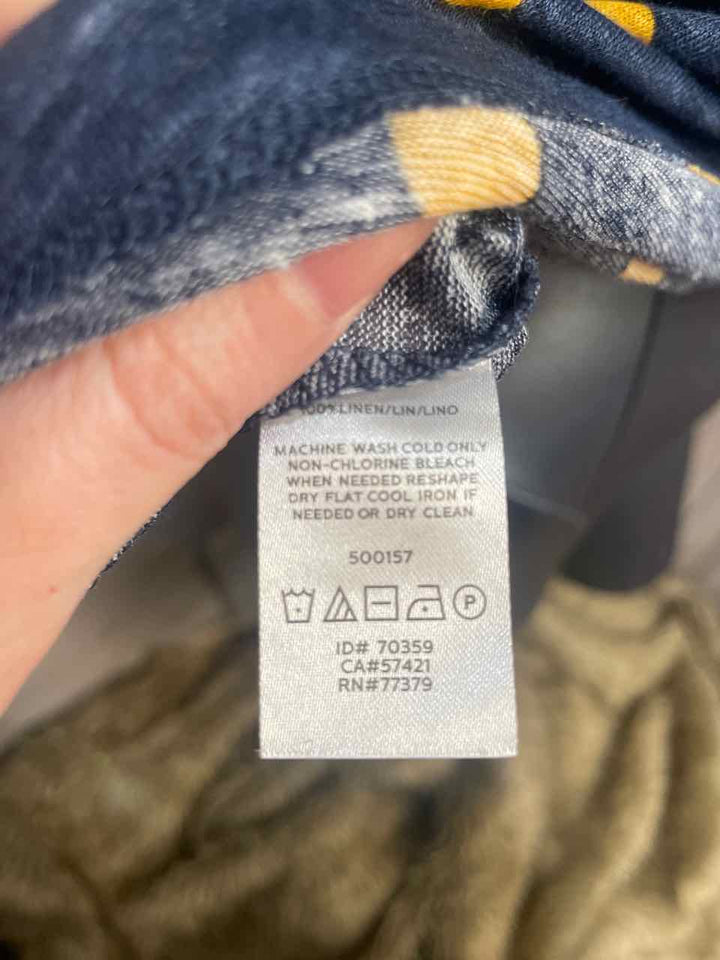 100% LINEN/LIN/LINO
MACHINE WASH COLD ONLY
NON-CHLORINE BLEACH
WHEN NEEDED RESHAPE
DRY FLAT COOL IRON IF
NEEDED OR DRY CLEAN
500157
P
ID# 70359
CA#57421
RN#77379